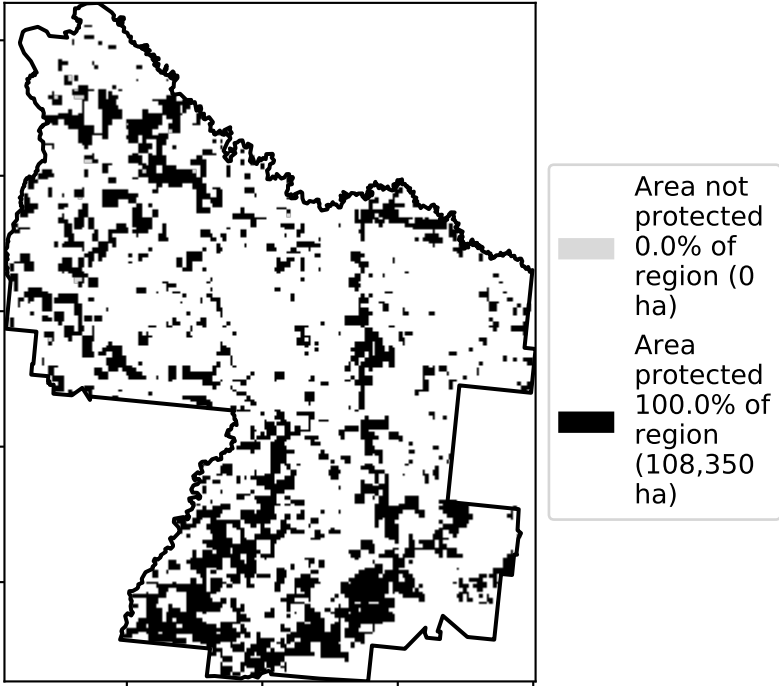 Area not
protected
0.0% of
region (0
ha)
Area
protected
100.0% of
region
(108,350
ha)